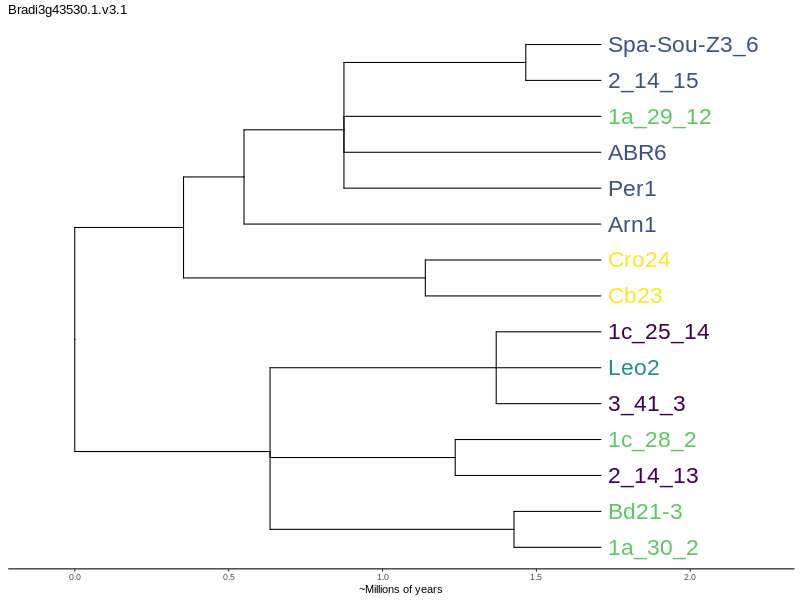 Bradi3g43530.1.v3.1
Spa-Sou-Z3_6
2_14_15
1a_29_12
ABR6
Per1
Arn1
Cro24
Cb23
1c_25_14
Leo2
3_41_3
1c_28_2
2_14_13
Bd21-3
1a_30_2
0.0 0.5 1.0 1.5 2.0
~Millions of years